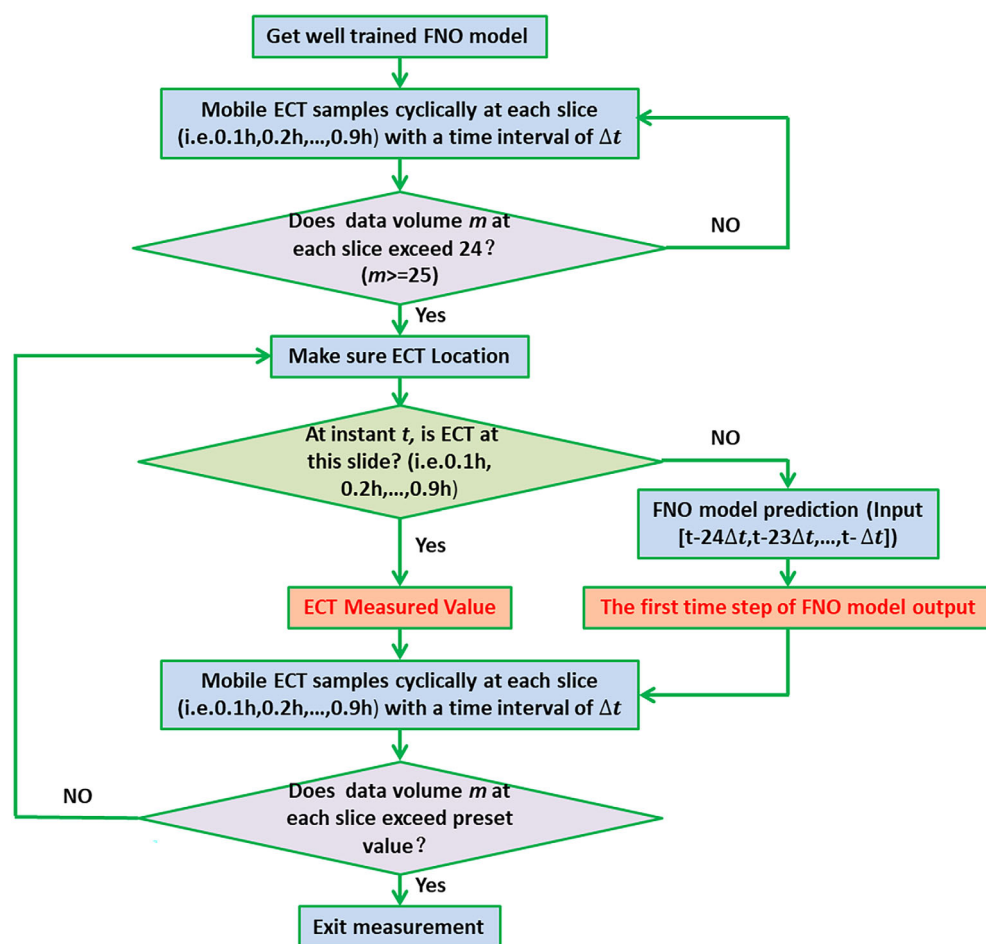 Get well trained FNO model
Mobile ECT samples cyclically at each slice
(i.e.0.1h,0.2h,...,0.9h) with a time interval of Δt
Does data volume m at
each slice exceed 24?
(m>=25)
NO
Yes
Make sure ECT Location
At instant t, is ECT at
this slide? (i.e.0.1h,
0.2h,...,0.9h)
NO
FNO model prediction (Input
[t-24Δt,t-23Δt,...,t- Δt])
Yes
ECT Measured Value
The first time step of FNO model output
Mobile ECT samples cyclically at each slice
(i.e.0.1h,0.2h,...,0.9h) with a time interval of Δt
Does data volume m at
each slice exceed preset
value?
NO
Yes
Exit measurement